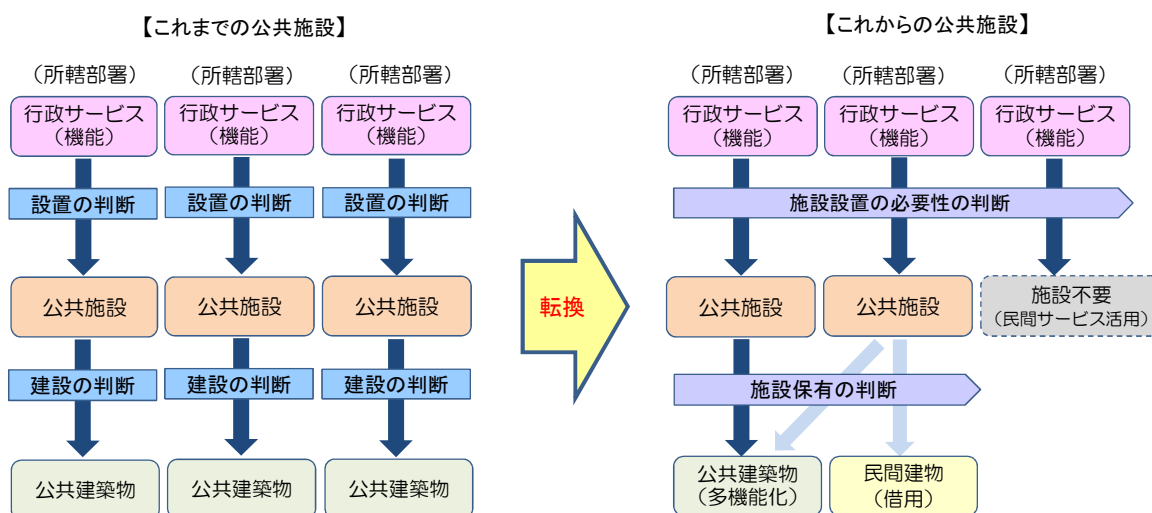 【これまでの公共施設】
(所轄部署)
(所轄部署)
(所轄部署)
行政サービス
(機能)
行政サービス
(機能)
行政サービス
(機能)
設置の判断
設置の判断
設置の判断
公共施設
公共施設
公共施設
建設の判断
建設の判断
建設の判断
公共建築物
公共建築物
公共建築物
転換
【これからの公共施設】
(所轄部署)
(所轄部署)
(所轄部署)
行政サービス
(機能)
行政サービス
(機能)
行政サービス
(機能)
施設設置の必要性の判断
公共施設
公共施設
施設不要
(民間サービス活用)
施設保有の判断
公共建築物
(多機能化)
民間建物
(借用)